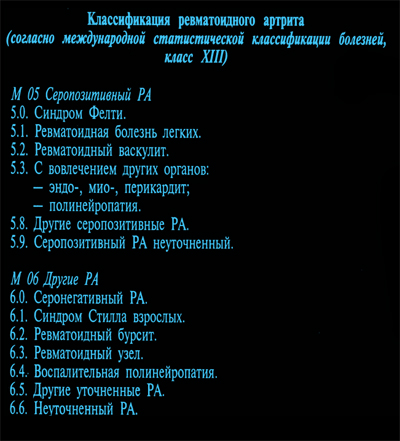 Классификация ревматоидного артрита
(согласно международной статистической классификации болезней,
класс XIII)
М 05 Серопозитивный РА
5.0. Синдром Фелти.
5.1. Ревматоидная болезнь легких.
5.2. Ревматоидный васкулит.
5.3. С вовлечением других органов:
— эндо-, мио-, перикардит;
— полинейропатия.
5.8. Другие серопозитивные РА.
5.9. Серопозитивный РА неуточненный.
М 06 Другие РА
6.0. Серонегативный РА.
6.1. Синдром Стилла взрослых.
6.2. Ревматоидный бурсит.
6.3. Ревматоидный узел.
6.4. Воспалительная полинейропатия.
6.5. Другие уточненные РА.
6.6. Неуточненный РА.